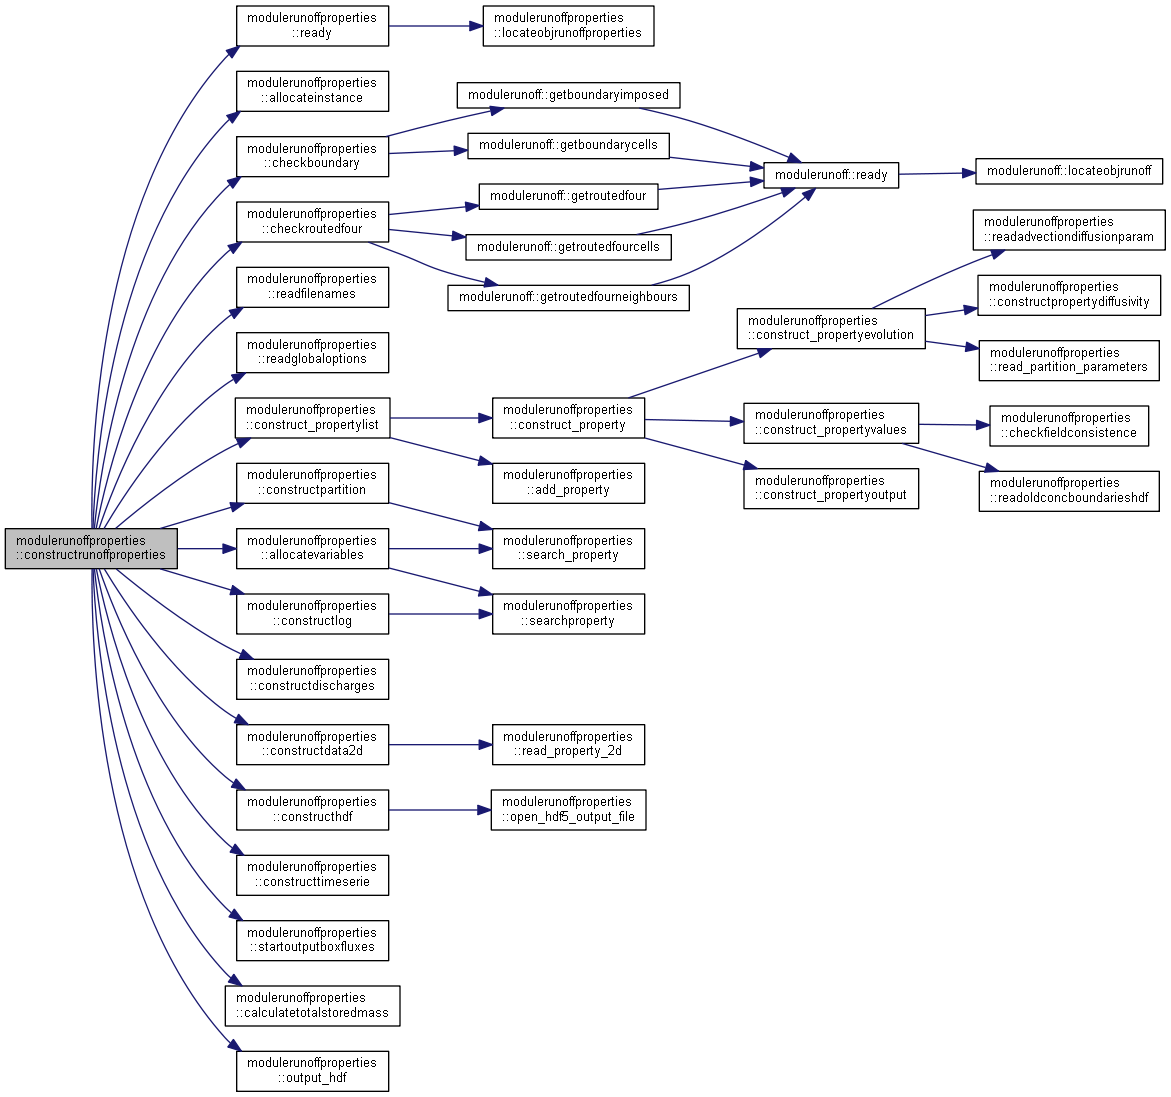 modulerunoffproperties
::constructrunoffproperties
modulerunoffproperties
::ready
modulerunoffproperties
::allocateinstance
modulerunoffproperties
::checkboundary
modulerunoffproperties
::checkroutedfour
modulerunoffproperties
::readfilenames
modulerunoffproperties
::readglobaloptions
modulerunoffproperties
::construct_propertylist
modulerunoffproperties
::constructpartition
modulerunoffproperties
::allocatevariables
modulerunoffproperties
::constructlog
modulerunoffproperties
::constructdischarges
modulerunoffproperties
::constructdata2d
modulerunoffproperties
::constructhdf
modulerunoffproperties
::constructtimeserie
modulerunoffproperties
::startoutputboxfluxes
modulerunoffproperties
::calculatetotalstoredmass
modulerunoffproperties
::output_hdf
modulerunoffproperties
::locateobjrunoffproperties
modulerunoff::getboundaryimposed
modulerunoff::getboundarycells
modulerunoff::getroutedfour
modulerunoff::getroutedfourcells
modulerunoff::getroutedfourneighbours
modulerunoffproperties
::construct_property
modulerunoffproperties
::add_property
modulerunoffproperties
::search_property
modulerunoffproperties
::searchproperty
modulerunoffproperties
::read_property_2d
modulerunoffproperties
::open_hdf5_output_file
modulerunoff::ready
modulerunoffproperties
::construct_propertyevolution
modulerunoffproperties
::construct_propertyvalues
modulerunoffproperties
::construct_propertyoutput
modulerunoff::locateobjrunoff
modulerunoffproperties
::readadvectiondiffusionparam
modulerunoffproperties
::constructpropertydiffusivity
modulerunoffproperties
::read_partition_parameters
modulerunoffproperties
::checkfieldconsistence
modulerunoffproperties
::readoldconcboundarieshdf